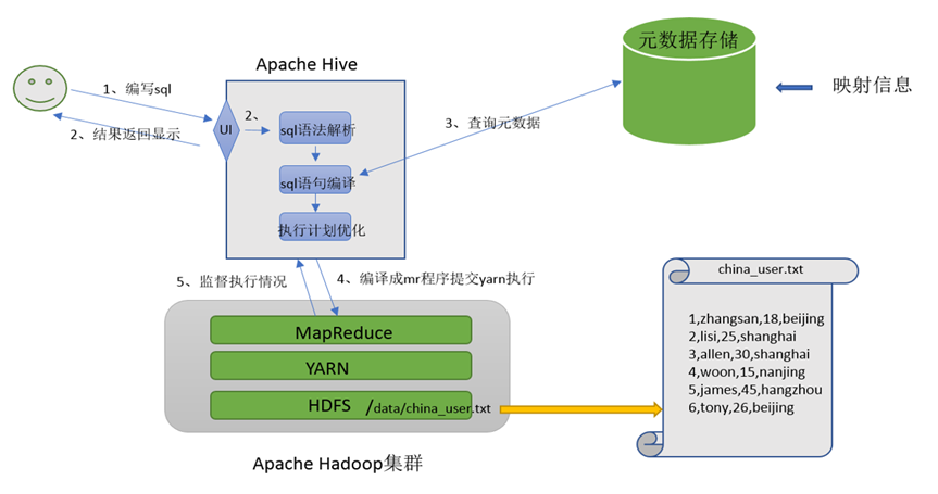 元数据存储
Apache Hive
1、编写sql
映射信息
UI
2、
sql语法解析
3、查询元数据
2、结果返回显示
sql语句编译
执行计划优化
5、监督执行情况
4、编译成mr程序提交yarn执行
china_user.txt
1,zhangsan,18,beijing
2,lisi,25,shanghai
3,allen,30,shanghai
4,woon,15,nanjing
5,james,45,hangzhou
6,tony,26,beijing
MapReduce
YARN
HDFS /data/china_user.txt
Apache Hadoop集群